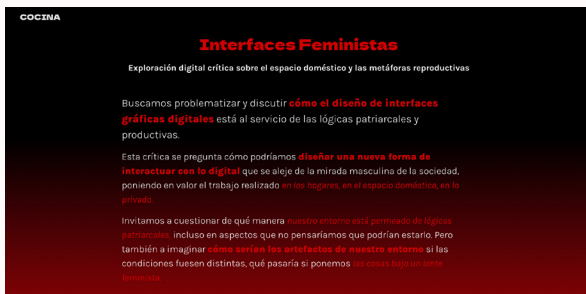 COCINA
Interfaces Feministas
Exploración digital crítica sobre el espacio doméstico y las metáforas reproductivas
Buscamos problematizar y discutir cómo el diseño de interfaces
gráficas digitales está al servicio de las lógicas patriarcales y
productivas.
Esta crítica se pregunta cómo podríamos diseñar una nueva forma de
interactuar con lo digital que se aleje de la mirada masculina de la sociedad,
poniendo en valor el trabajo realizado en los hogares, en el espacio doméstico, en lo
privado.
Invitamos a cuestionar de qué manera nuestro entorno está permeado de lógicas
patriarcales, incluso en aspectos que no pensaríamos que podrían estarlo. Pero
también a imaginar cómo serían los artefactos de nuestro entorno si las
condiciones fuesen distintas, qué pasaría si ponemos las cosas bajo un lente
feminista.